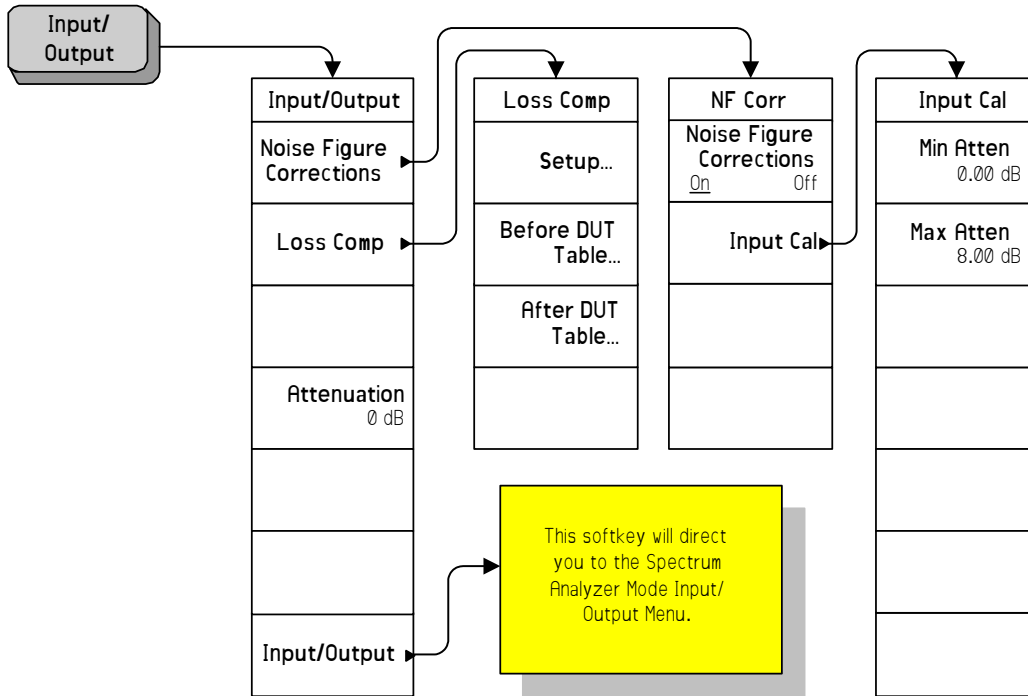 Input/
Output
Input/Output
Noise Figure
Corrections
Loss Comp
Attenuation
0 dB
Input/Output
Loss Comp
Setup...
Before DUT
Table...
After DUT
Table...
NF Corr
Noise Figure
Corrections
On Off
Input Cal
Input Cal
Min Atten
0.00 dB
Max Atten
8.00 dB
This softkey will direct
you to the Spectrum
Analyzer Mode Input/
Output Menu.